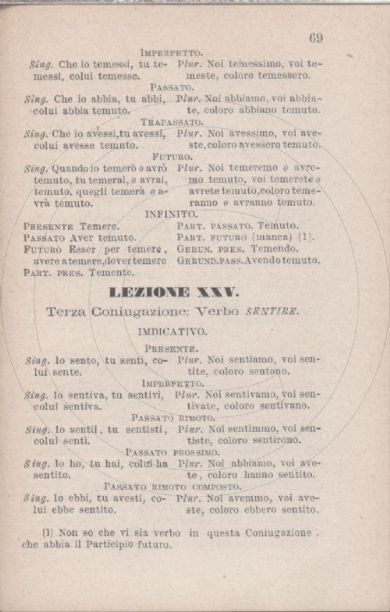 69
IMPERFETTO.
Sing. Che io temessi, tu te-
messi, colui temesse.
Plur. Noi temessimo, voi te-
meste, coloro temessero.
PASSATO.
Sing. Che io abbia, tu abbi,
colui abbia temuto.
Plur. Noi abbiamo, voi abbia-
te, coloro abbiano temuto.
TRAPASSATO.
Sing. Che io avessi, tu avessi,
colui avesse temuto.
Plur. Noi avessimo, voi ave-
ste, coloro avessero temuto.
FUTURO.
Sing. Quando io temerò o avrò
temuto, tu temerai, o avrai,
temuto, quegli temerà o a-
vrà temuto.
Plur. Noi temeremo o avre-
mo temuto, voi temerete o
avrete temuto, coloro teme-
ranno o avranno temuto.
INFINITO.
PRESENTE Temere.
PASSATO Aver temuto.
FUTURO Esser per temere,
avere a temere, dover temere
PART. PRES. Temente.
PART. PASSATO. Temuto.
PART. FUTURO (manca) (1).
GERUN. PRES. Temendo.
GERUND. PASS. Avendo temuto.
LEZIONE XXV.
Terza Coniugazione: Verbo SENTIRE.
INDICATIVO.
PRESENTE.
Sing. Io sento, tu senti, co-
lui sente.
Plur. Noi sentiamo, voi sen-
tite, coloro sentono.
IMPERFETTO.
Sing. Io sentiva, tu sentivi,
colui sentiva.
Plur. Noi sentivamo, voi sen-
tivate, coloro sentivano.
PASSATO RIMOTO.
Sing. Io sentii, tu sentisti,
colui sentì.
Plur. Noi sentimmo, voi sen-
tiste, coloro sentirono.
PASSATO PROSSIMO.
Sing. Io ho, tu hai, colui ha
sentito.
Plur. Noi abbiamo, voi ave-
te, coloro hanno sentito.
PASSATO RIMOTO COMPOSTO.
Sing. Io ebbi, tu avesti, co-
lui ebbe sentito.
Plur. Noi avemmo, voi ave-
ste, coloro ebbero sentito.
(1) Non so che vi sia verbo in questa Coniugazione,
che abbia il Participio futuro.